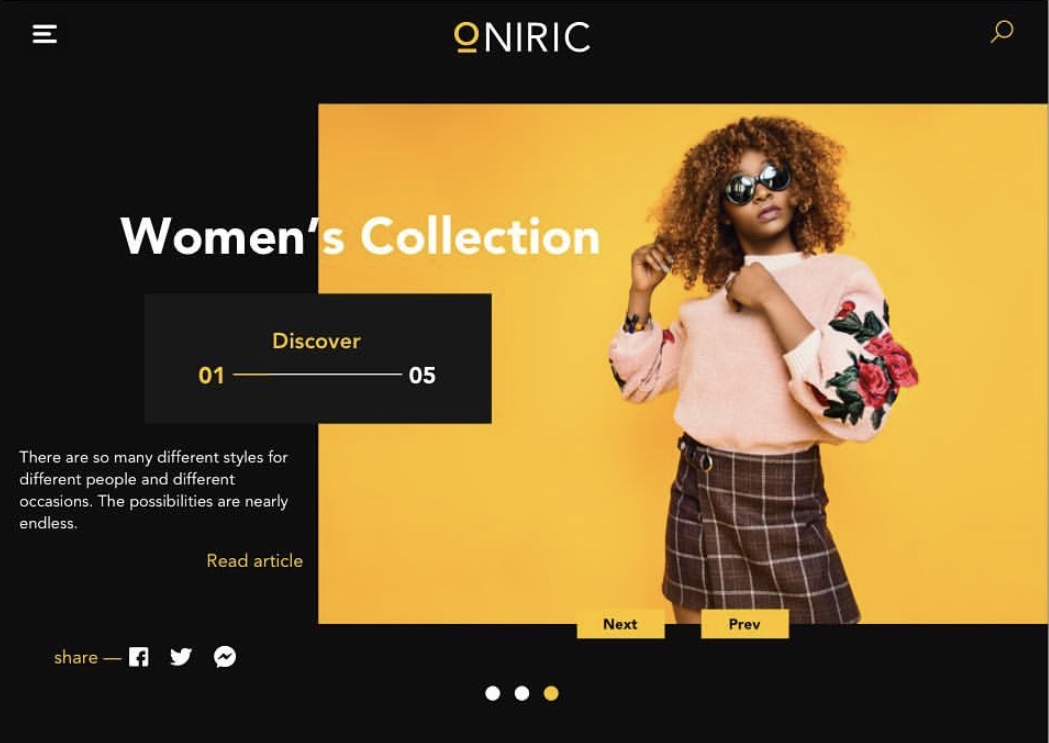 ONIRIC
Women’s Collection
Discover
01 05
There are so many different styles for
different people and different
occasions. The possibilities are nearly
endless.
Read article
Next Prev
share —